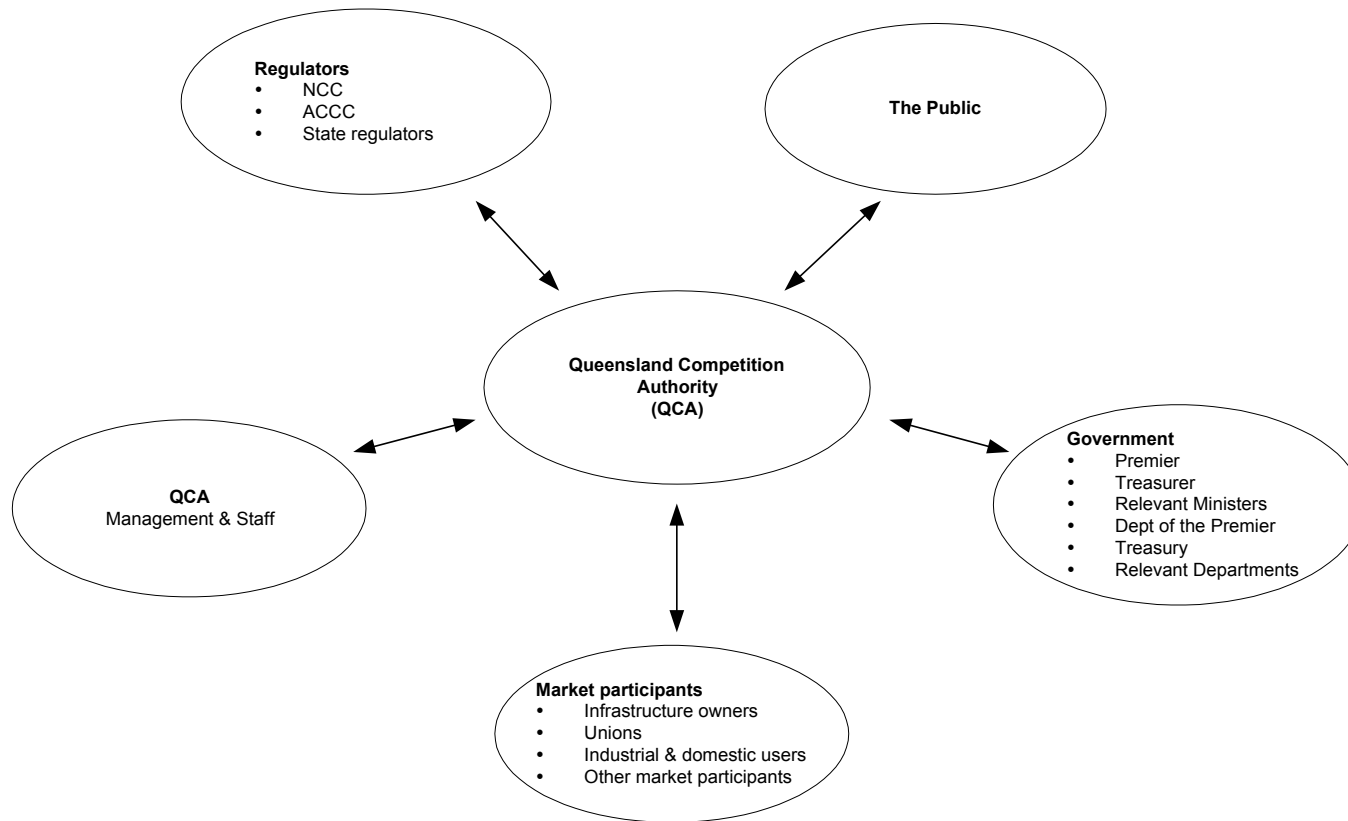 Regulators
• NCC
• ACCC
• State regulators
The Public
Queensland Competition
Authority
(QCA)
QCA
Management & Staff
Government
• Premier
• Treasurer
• Relevant Ministers
• Dept of the Premier
• Treasury
• Relevant Departments
Market participants
• Infrastructure owners
• Unions
• Industrial & domestic users
• Other market participants